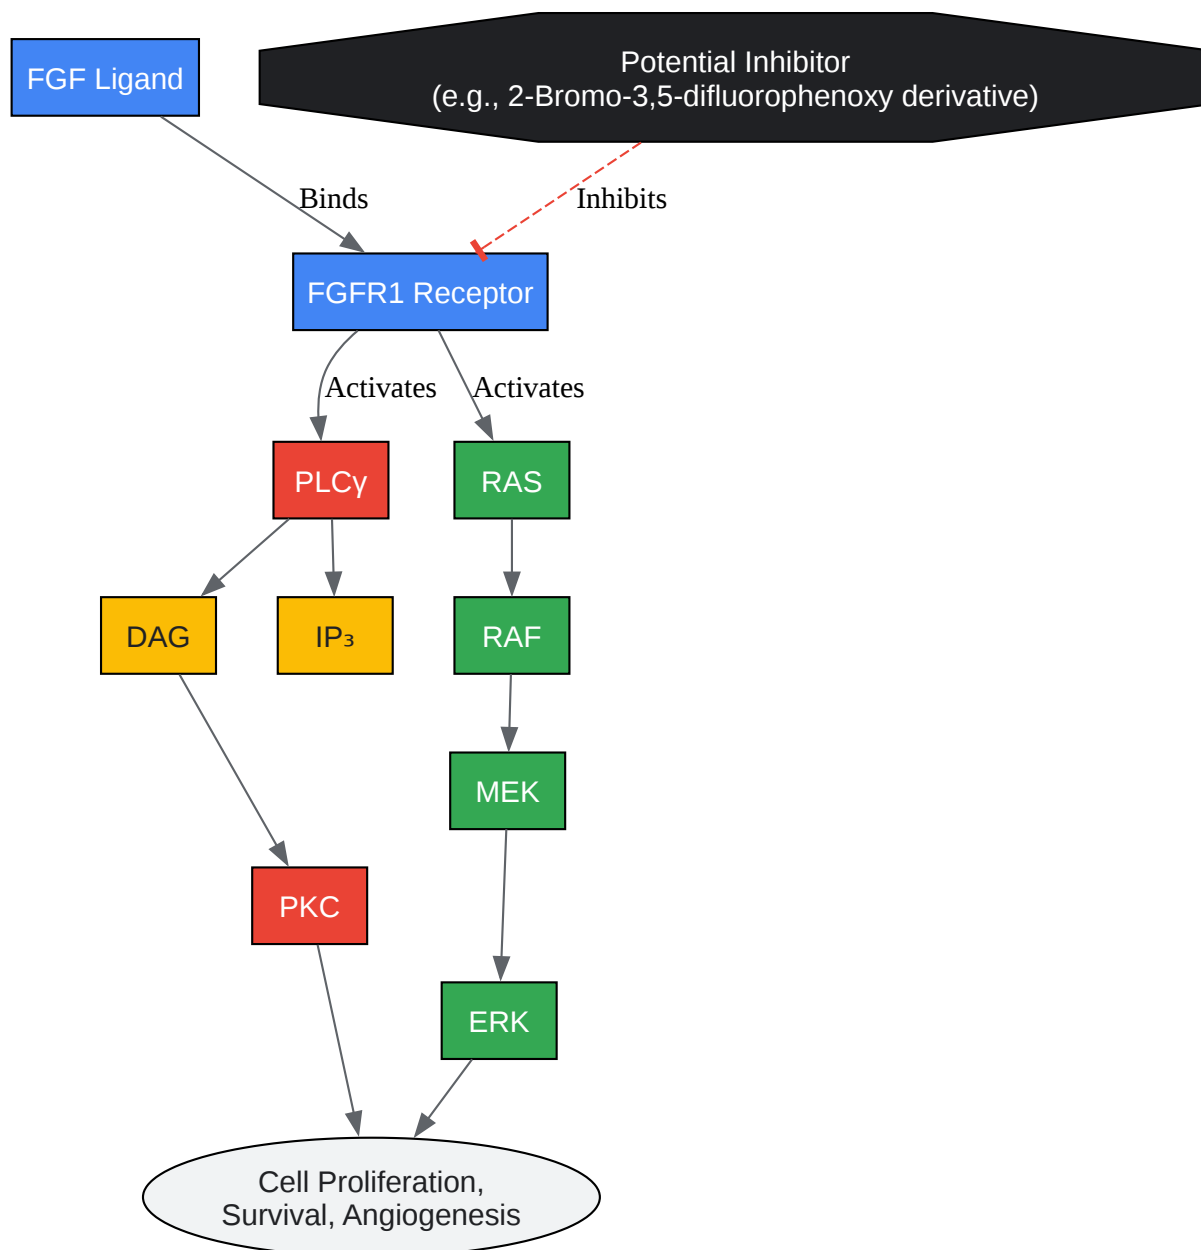 FGF Ligand
Potential Inhibitor
(e.g., 2-Bromo-3,5-difluorophenoxy derivative)
Binds
Inhibits
FGFR1 Receptor
Activates
Activates
PLCγ
RAS
DAG
IP₃
RAF
MEK
PKC
ERK
Cell Proliferation,
Survival, Angiogenesis